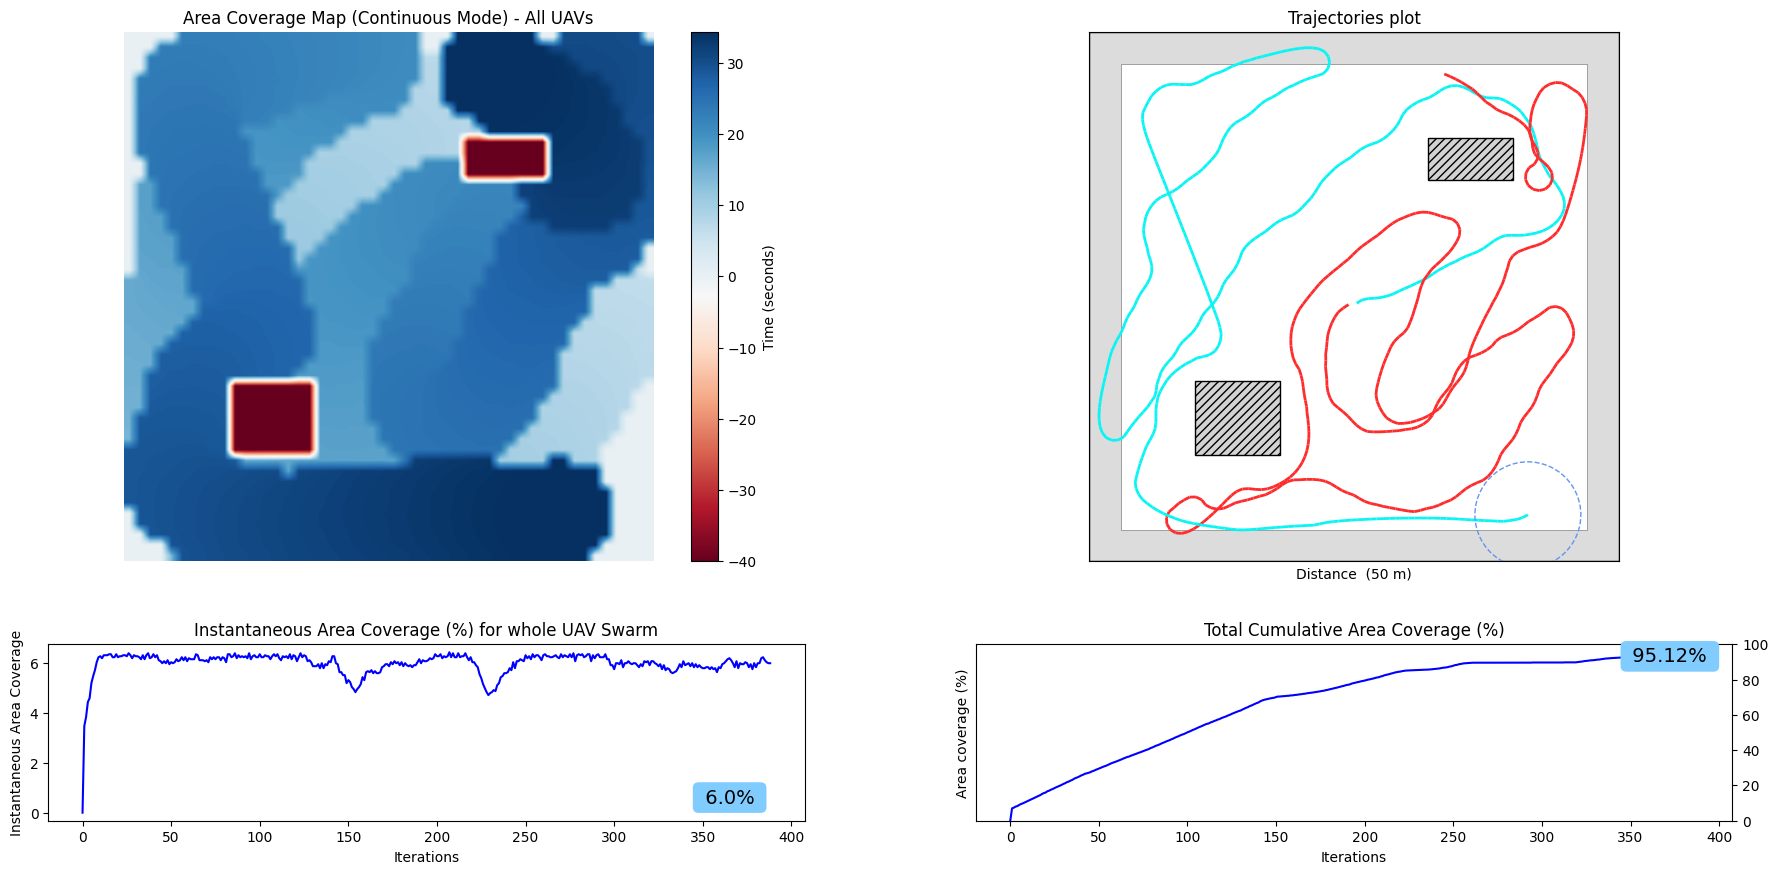 Area Coverage Map (Continuous Mode) - All UAVs
30
20
10
0
−10
−20
−30
−40
Time (seconds)
Trajectories plot
Distance  (50 m)
Instantaneous Area Coverage (%) for whole UAV Swarm
Instantaneous Area Coverage
6
4
2
0
6.0%
0 50 100 150 200 250 300 350 400
Iterations
Total Cumulative Area Coverage (%)
Area coverage (%)
95.12%
100
80
60
40
20
0
0 50 100 150 200 250 300 350 400
Iterations